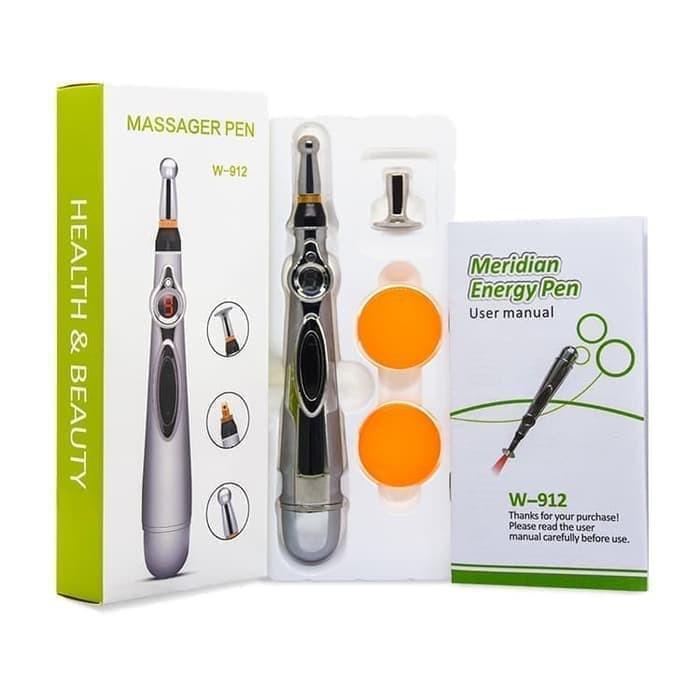 HEALTH & BEAUTY
MASSAGER PEN
W-912
Meridian
Energy Pen
User manual
W-912
Thanks for your purchase!
Please read the user
manual carefully before use.